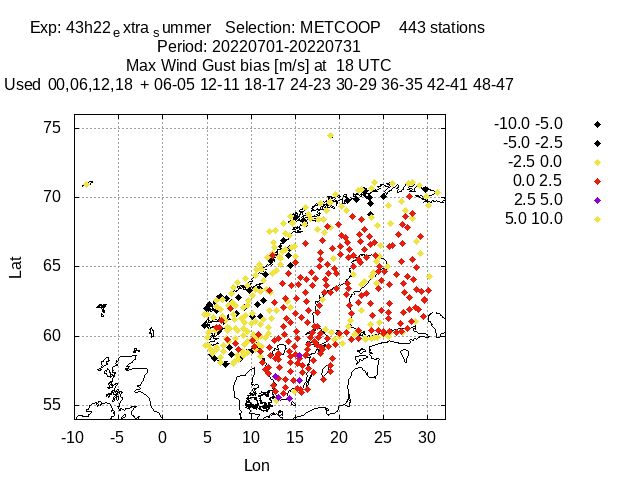 Exp: 43h22extrasummer Selection: METCOOP 443 stations
Period: 20220701-20220731
Max Wind Gust bias [m/s] at 18 UTC
Used 00,06,12,18 + 06-05 12-11 18-17 24-23 30-29 36-35 42-41 48-47
-10.0 -5.0
-5.0 -2.5
-2.5 0.0
0.0 2.5
2.5 5.0
5.0 10.0
75
70
65
60
55
Lat
-10 -5 0 5 10 15 20 25 30
Lon